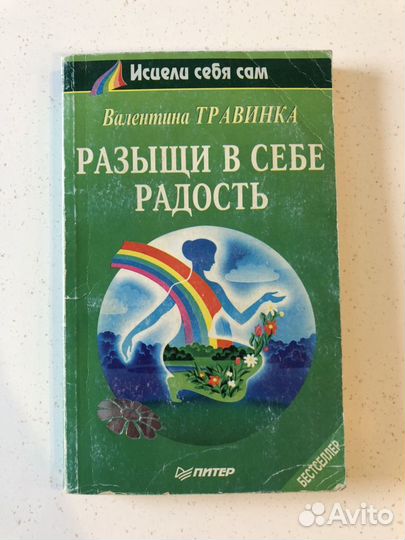 Исцели себя сам
Валентина ТРАВИНКА
РАЗЫЩИ В СЕБЕ
РАДОСТЬ
ПИТЕР
БЕСТСЕЛЛЕР
Avito